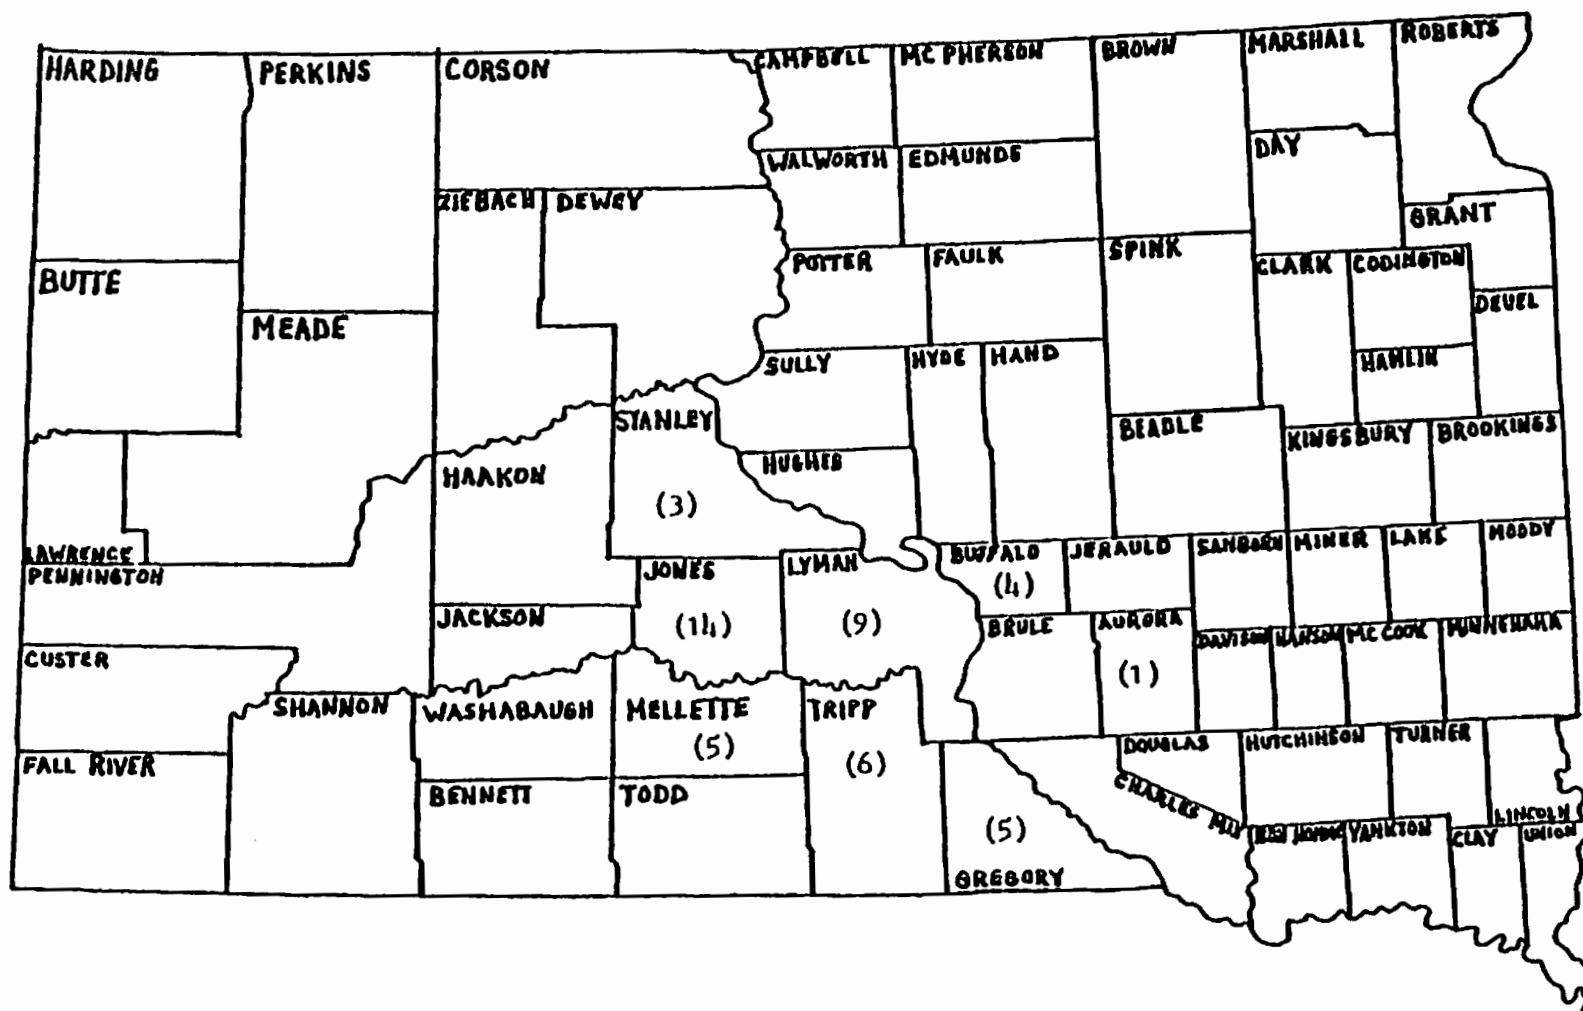 HARDING
PERKINS
CORSON
CAMPBELL
MC PHERSON
BROWN
MARSHALL
ROBERTS
WALWORTH
EDMUNDS
DAY
ZIEBACH
DEWEY
GRANT
BUTTE
MEADE
POTTER
FAULK
SPINK
CLARK
CODINGTON
DEUEL
SULLY
HYDE
HAND
HAMLIN
STANLEY
(3)
BEADLE
KINGSBURY
BROOKINGS
HAAKON
HUGHES
LAWRENCE
PENNINGTON
JONES
(14)
LYMAN
(9)
BUFFALO
(4)
JERAULD
SANBORN
MINER
LAKE
MOODY
JACKSON
BRULE
AURORA
(1)
DAVISON
HANSON
MC COOK
MINNEHAHA
CUSTER
SHANNON
WASHABAUGH
MELLETTE
(5)
TRIPP
(6)
FALL RIVER
BENNETT
TODD
DOUGLAS
HUTCHINSON
TURNER
LINCOLN
CHARLES MIX
(5)
GREGORY
BON HOMME
YANKTON
CLAY
UNION